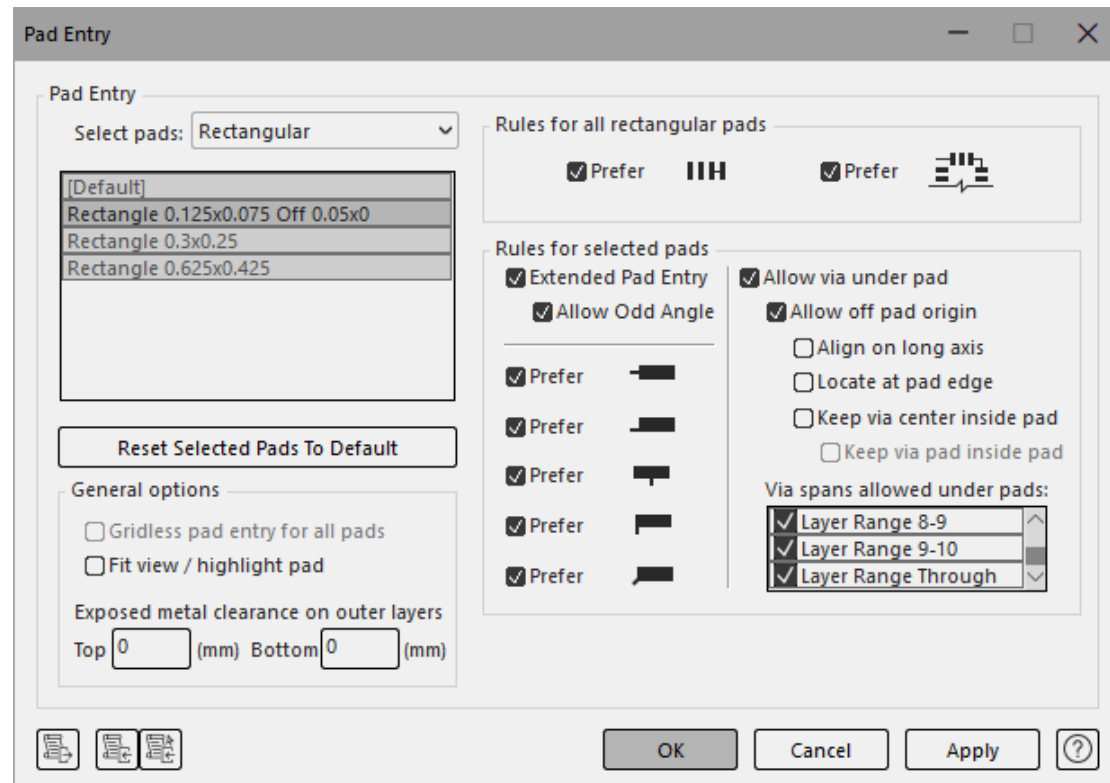 Pad Entry
Pad Entry
Select pads: Rectangular
[Default]
Rectangle 0.125x0.075 Off 0.05x0
Rectangle 0.3x0.25
Rectangle 0.625x0.425
Reset Selected Pads To Default
General options
Gridless pad entry for all pads
Fit view / highlight pad
Exposed metal clearance on outer layers
Top 0 (mm) Bottom 0 (mm)
Rules for all rectangular pads
Prefer Prefer
Rules for selected pads
Extended Pad Entry
Allow Odd Angle
Prefer
Prefer
Prefer
Prefer
Prefer
Allow via under pad
Allow off pad origin
Align on long axis
Locate at pad edge
Keep via center inside pad
Keep via pad inside pad
Via spans allowed under pads:
Layer Range 8-9
Layer Range 9-10
Layer Range Through
OK Cancel Apply ?